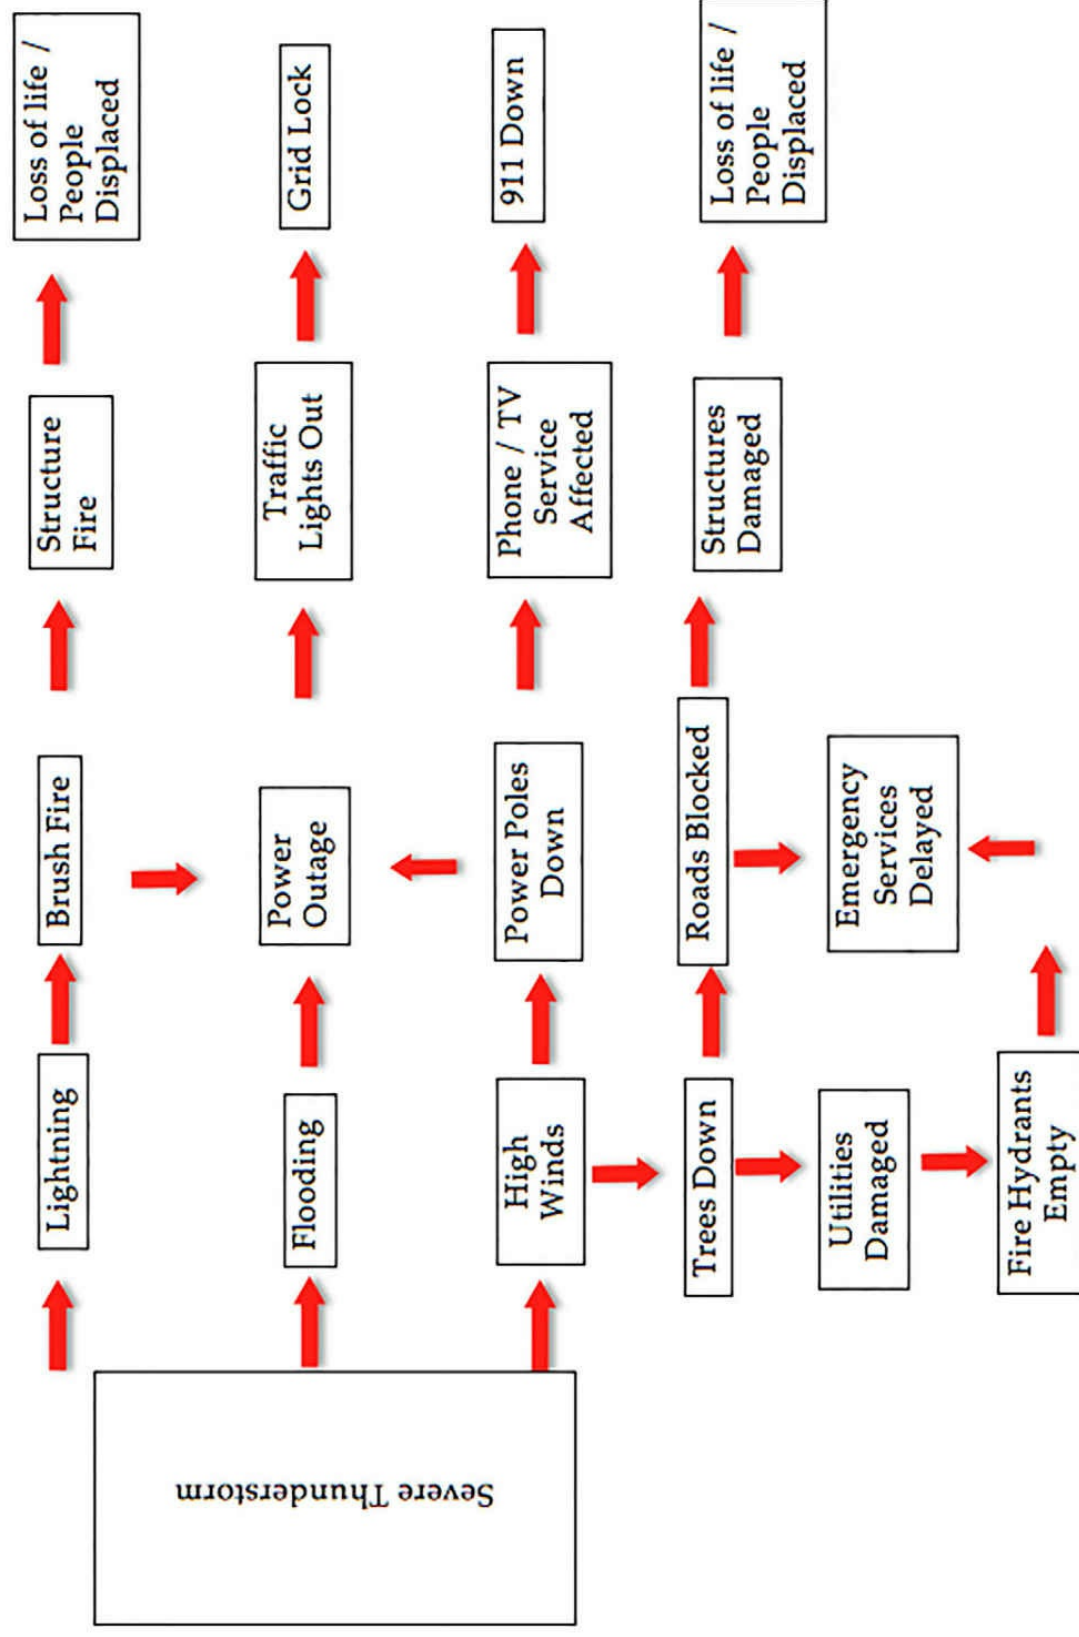 Severe Thunderstorm
Lightning
Brush Fire
Structure
Fire
Loss of life /
People
Displaced
Flooding
Power
Outage
Traffic
Lights Out
Grid Lock
High
Winds
Power Poles
Down
Phone / TV
Service
Affected
911 Down
Trees Down
Roads Blocked
Structures
Damaged
Loss of life /
People
Displaced
Utilities
Damaged
Emergency
Services
Delayed
Fire Hydrants
Empty